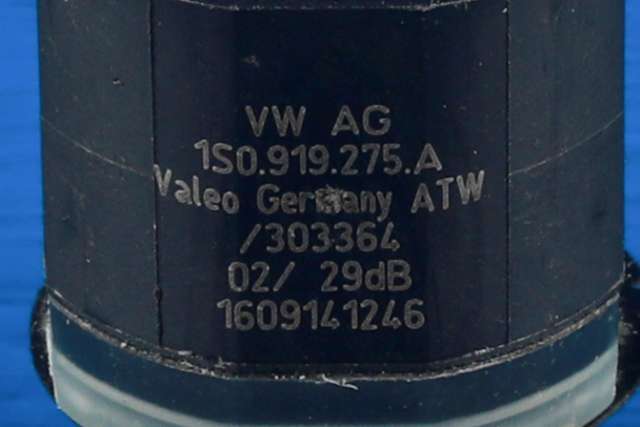 VW AG
1S0.919.275.A
Valeo Germany ATW
/303364
02/ 29dB
1609141246